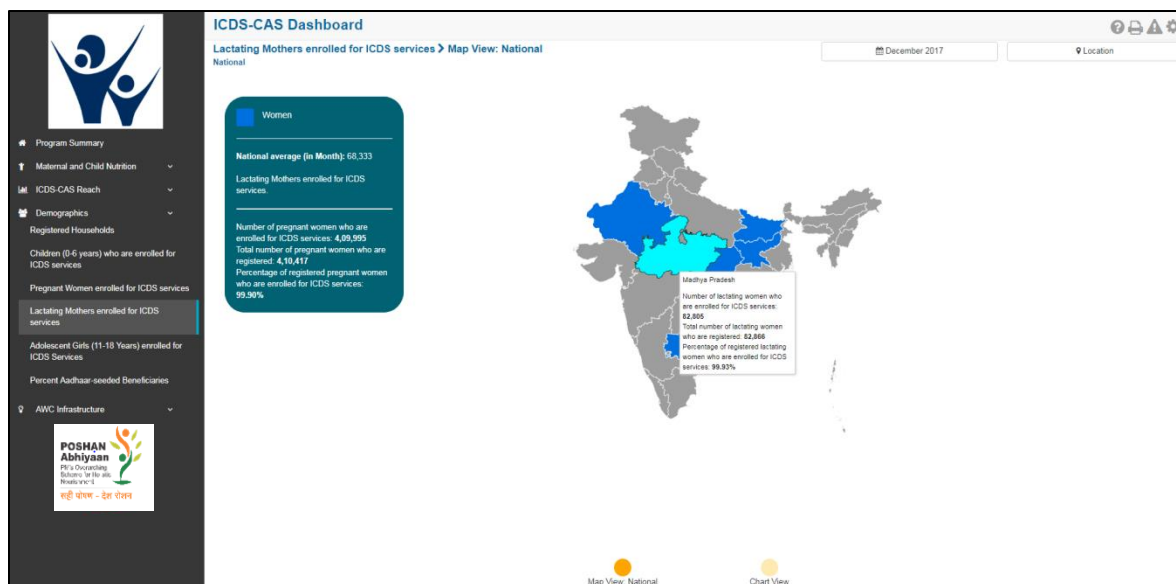 ICDS-CAS Dashboard
Lactating Mothers enrolled for ICDS services > Map View: National
National
December 2017
Location
Program Summary
Maternal and Child Nutrition
ICDS-CAS Reach
Demographics
Registered Households
Children (0-6 years) who are enrolled for
ICDS services
Pregnant Women enrolled for ICDS services
Lactating Mothers enrolled for ICDS
services
Adolescent Girls (11-18 Years) enrolled for
ICDS Services
Percent Aadhaar-seeded Beneficiaries
AWC Infrastructure
POSHAN
Abhiyaan
PM's Overarching
Scheme for Holistic
Nourishment
सही पोषण - देश रोशन
Women
National average (in Month): 68,333
Lactating Mothers enrolled for ICDS
services.
Number of pregnant women who are
enrolled for ICDS services: 4,09,995
Total number of pregnant women who are
registered: 4,10,417
Percentage of registered pregnant women
who are enrolled for ICDS services:
99.90%
Madhya Pradesh
Number of lactating women who
are enrolled for ICDS services:
82,805
Total number of lactating women
who are registered: 82,866
Percentage of registered lactating
women who are enrolled for ICDS
services: 99.93%
Map View: National
Chart View